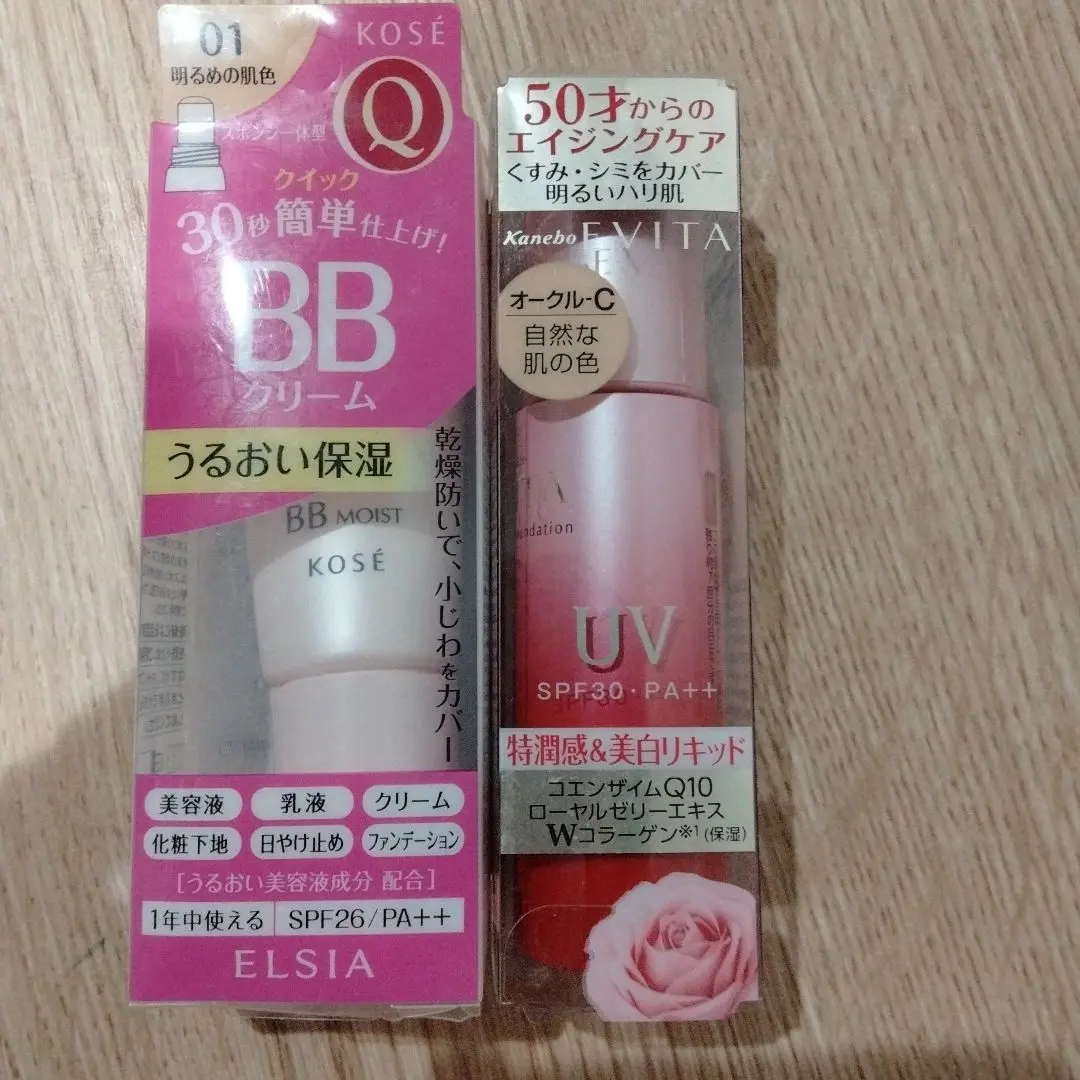 01
明るめの肌色
KOSÉ
Q
スポンジ一体型
クイック
30秒簡単仕上げ!
BB
クリーム
うるおい保湿
乾燥防いで、小じわをカバー
BB MOIST
KOSÉ
美容液
乳液
クリーム
化粧下地
日やけ止め
ファンデーション
[うるおい美容液成分 配合]
1年中使える
SPF26/PA++
ELSIA
50才からの
エイジングケア
くすみ・シミをカバー
明るいハリ肌
Kanebo EVITA
オークル-C
自然な
肌の色
UV
SPF30・PA++
特潤感&美白リキッド
コエンザイムQ10
ローヤルゼリーエキス
Wコラーゲン※1(保湿)